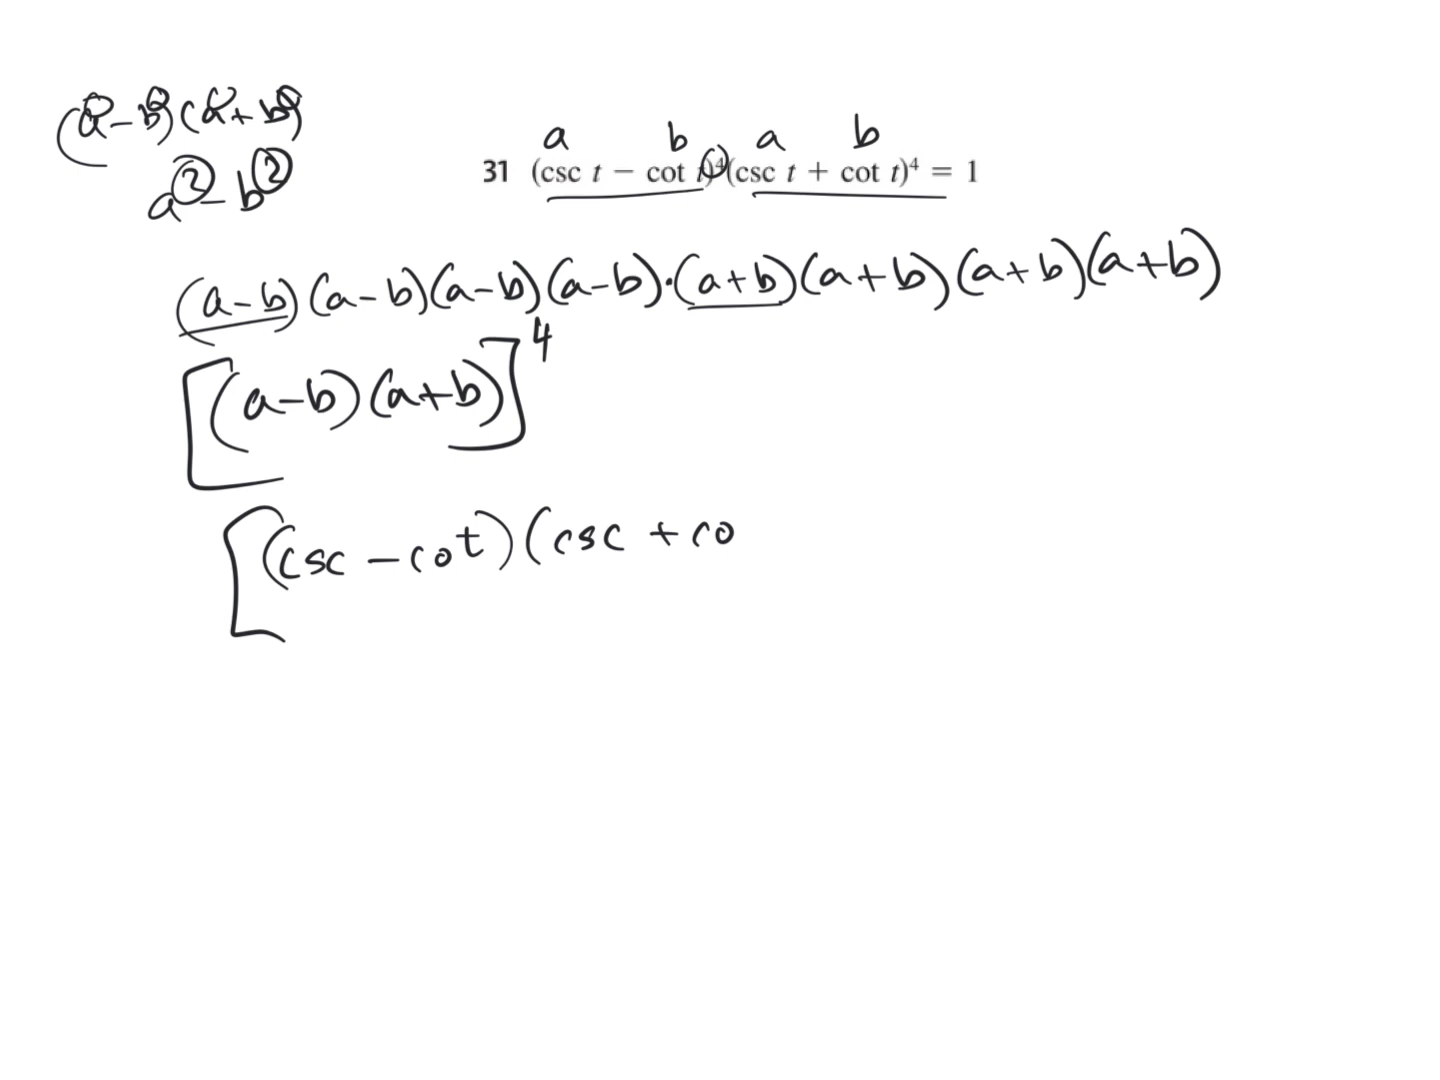 (a-b)(a+b)
a² - b²
a b a b
31 (csc t − cot t)⁴(csc t + cot t)⁴ = 1
(a-b)(a-b)(a-b)(a-b)·(a+b)(a+b)(a+b)(a+b)
[(a-b)(a+b)]⁴
[(csc - cot)(csc + co